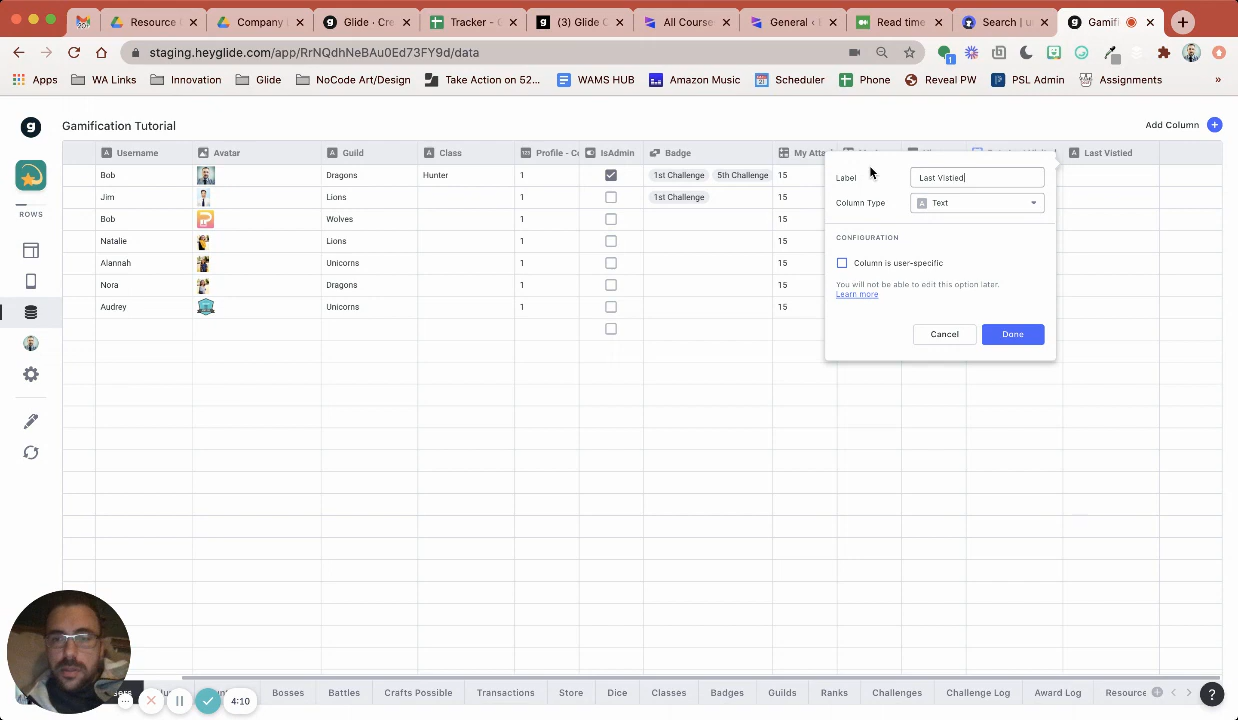 Resource
Company
Glide · Cre
Tracker -
(3) Glide C
All Course
General ‹
Read time
Search | u
Gamifi
staging.heyglide.com/app/RrNQdhNeBAu0Ed73FY9d/data
Apps WA Links Innovation Glide NoCode Art/Design Take Action on 52... WAMS HUB Amazon Music Scheduler Phone Reveal PW PSL Admin Assignments »
Gamification Tutorial
Add Column
Username Avatar Guild Class Profile - C IsAdmin Badge My Atta Last Vistied
Bob Dragons Hunter 1 1st Challenge 5th Challenge 15
Jim Lions 1 1st Challenge 15
Bob Wolves 1 15
Natalie Lions 1 15
Alannah Unicorns 1 15
Nora Dragons 1 15
Audrey Unicorns 1 15
ROWS
Label Last Vistied
Column Type Text
CONFIGURATION
Column is user-specific
You will not be able to edit this option later.
Learn more
Cancel Done
Bosses Battles Crafts Possible Transactions Store Dice Classes Badges Guilds Ranks Challenges Challenge Log Award Log Resource
4:10
?